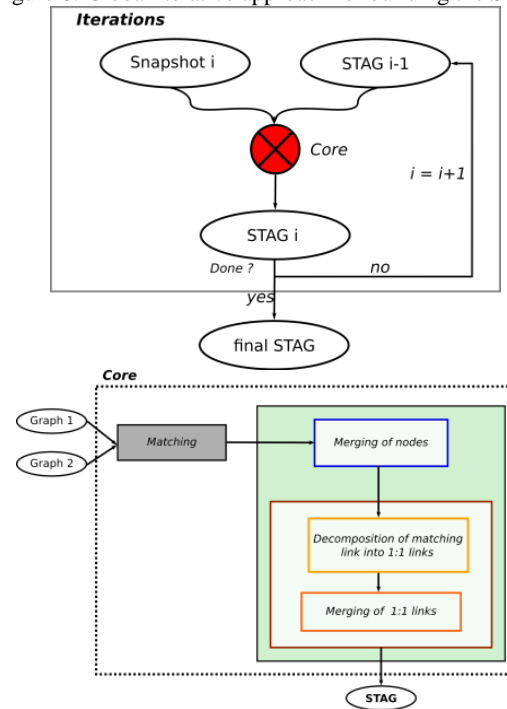 Iterations
Snapshot i
STAG i-1
Core
i = i+1
STAG i
Done ?
no
yes
final STAG
Core
Graph 1
Graph 2
Matching
Merging of nodes
Decomposition of matching
link into 1:1 links
Merging of 1:1 links
STAG